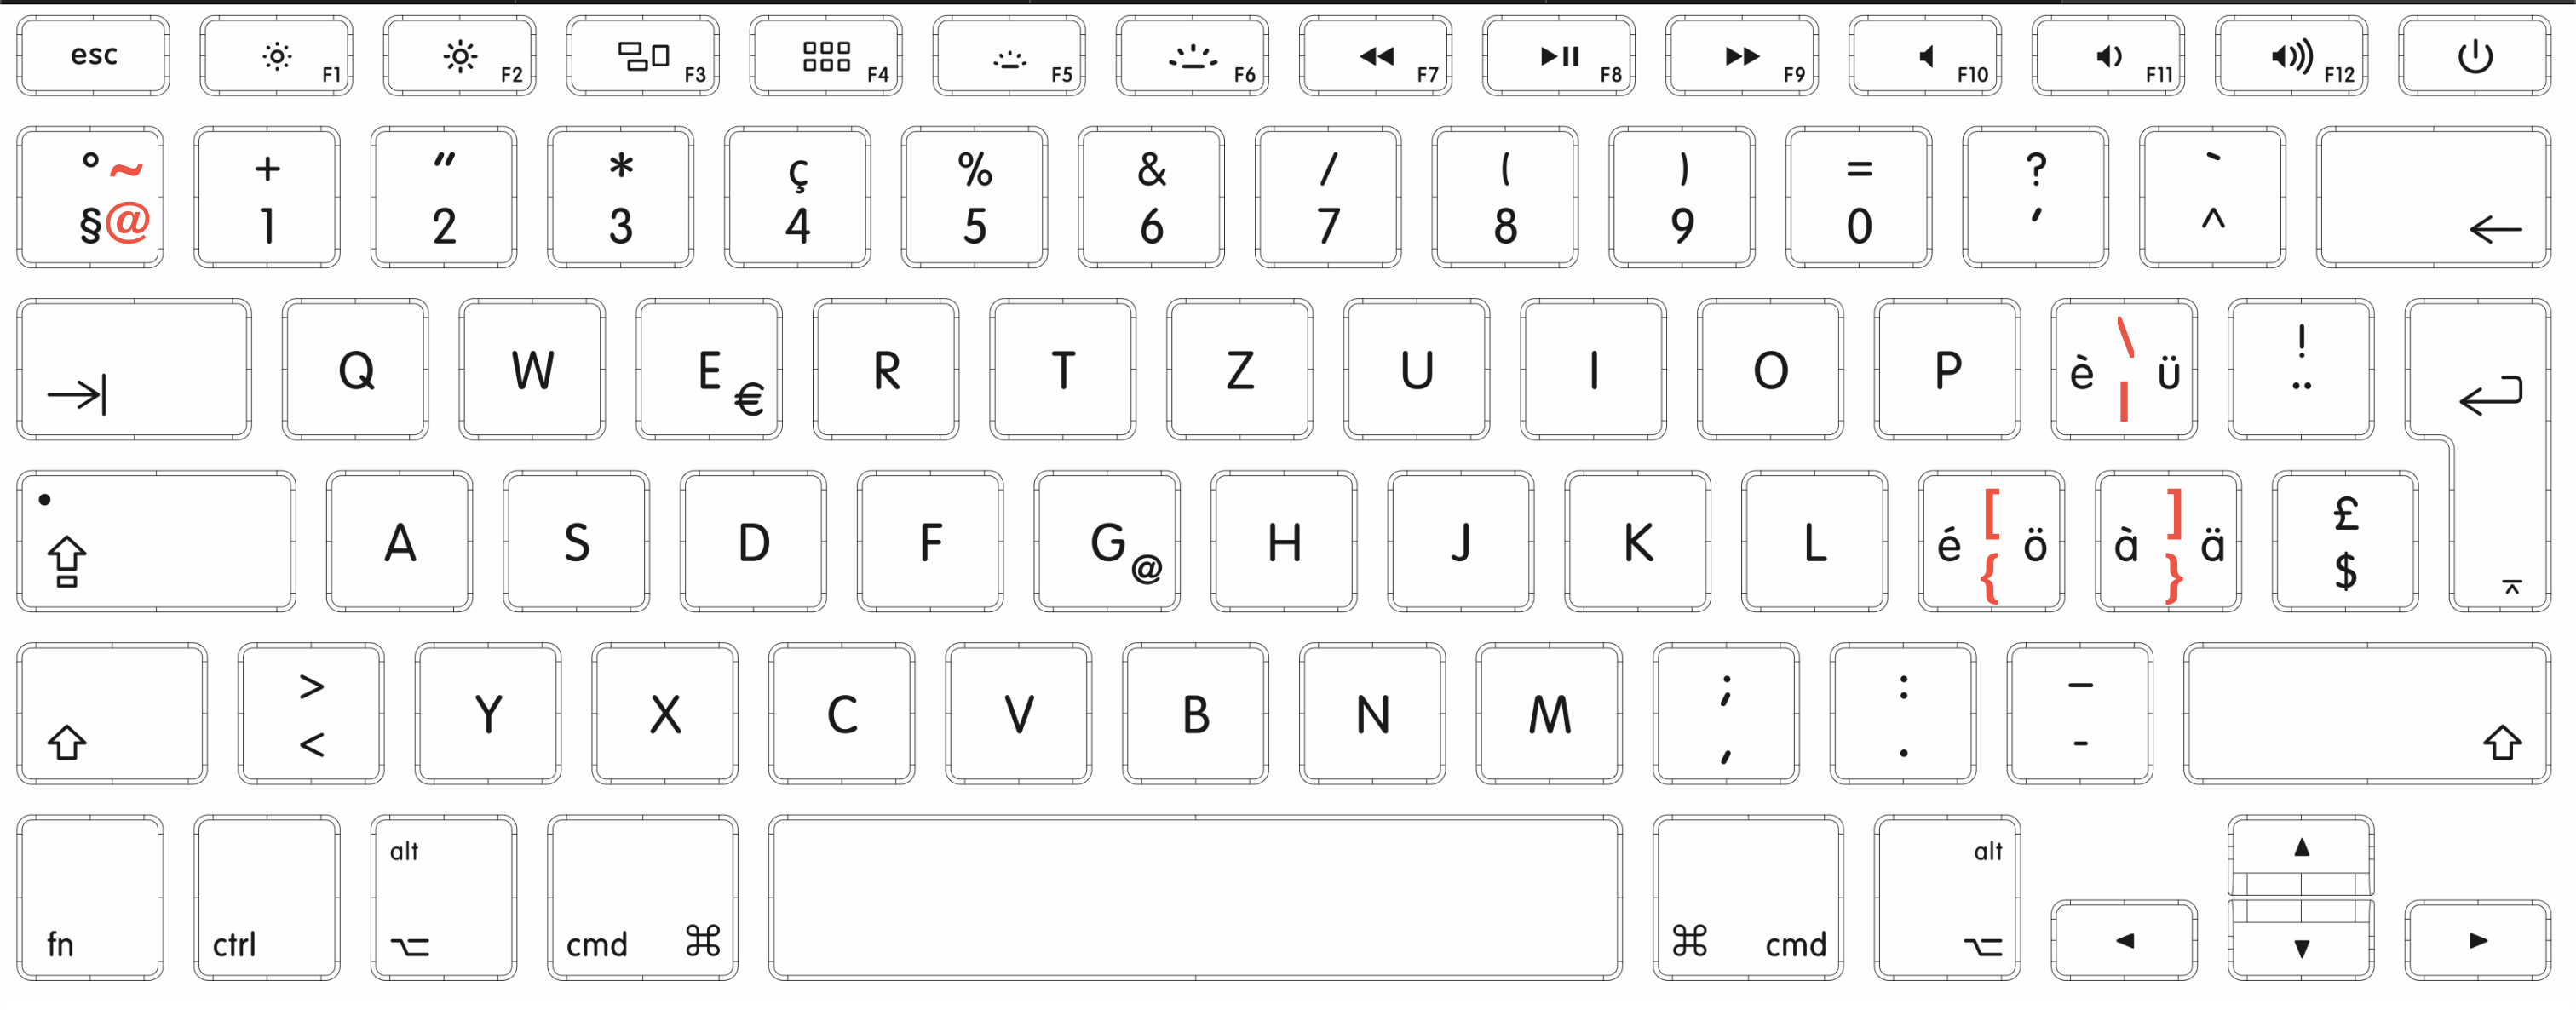 esc F1 F2 F3 F4 F5 F6 F7 F8 F9 F10 F11 F12
° ~ + ″ * ç % & / ( ) = ? `
§ @ 1 2 3 4 5 6 7 8 9 0 ' ^
Q W E € R T Z U I O P è \ | ü ! ¨
A S D F G @ H J K L é [ { ö à ] } ä £ $
> < Y X C V B N M ; , : . _ -
alt alt
fn ctrl cmd ⌘ ⌘ cmd